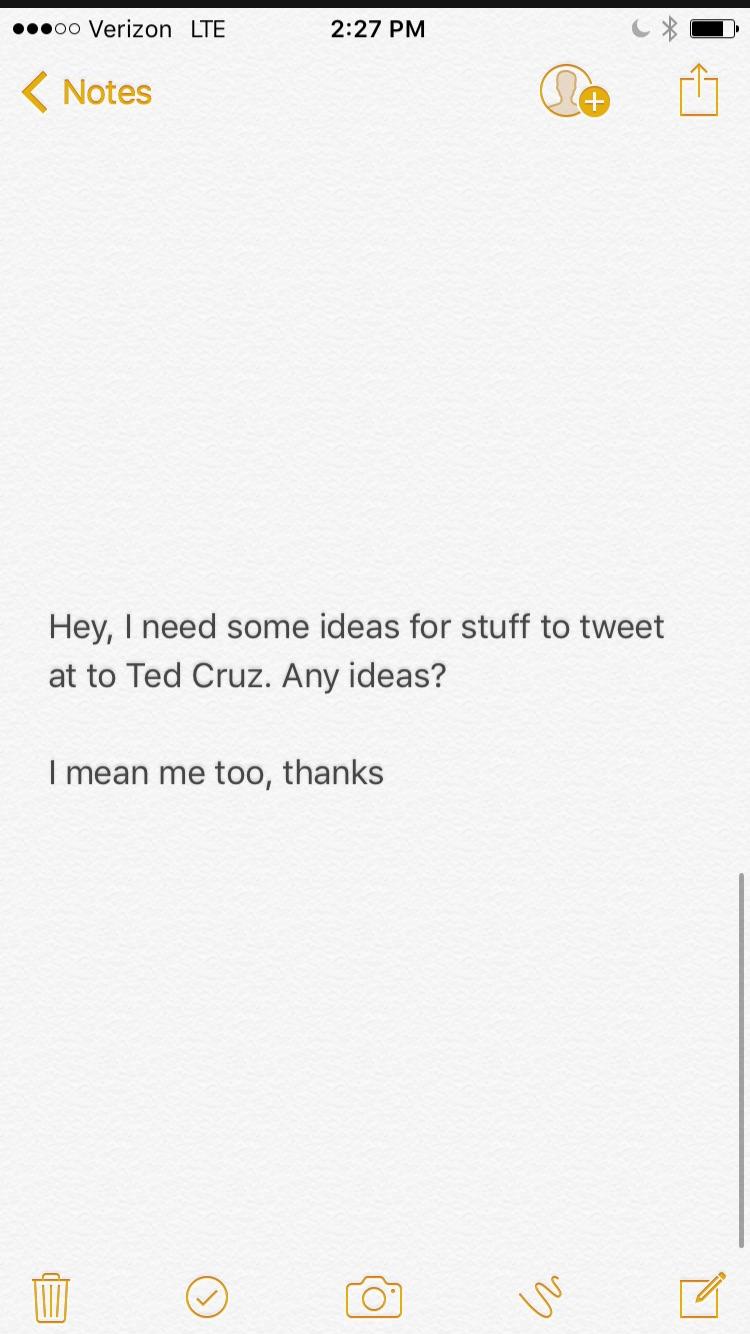 Verizon LTE 2:27 PM
Notes
Hey, I need some ideas for stuff to tweet
at to Ted Cruz. Any ideas?
I mean me too, thanks